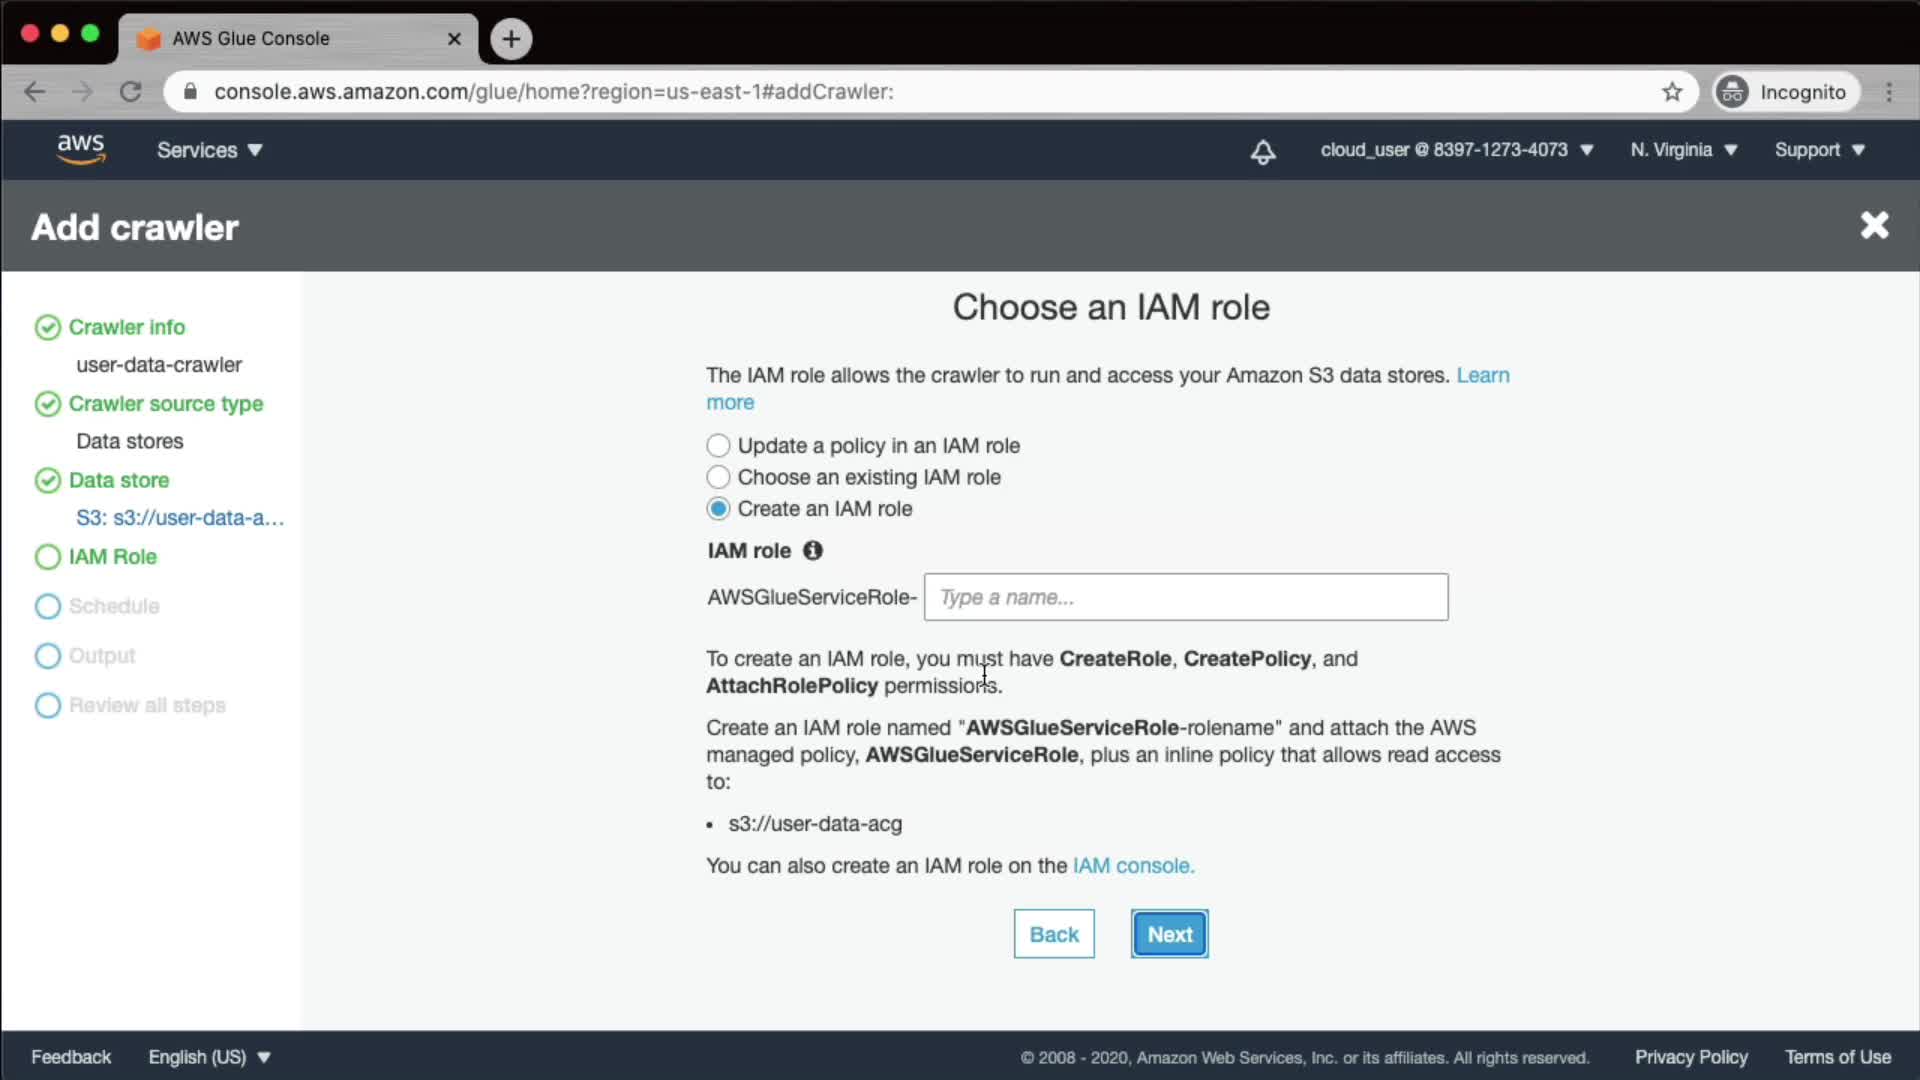 AWS Glue Console
console.aws.amazon.com/glue/home?region=us-east-1#addCrawler:
Incognito
aws
Services
cloud_user @ 8397-1273-4073
N. Virginia
Support
Add crawler
Crawler info
user-data-crawler
Crawler source type
Data stores
Data store
S3: s3://user-data-a...
IAM Role
Schedule
Output
Review all steps
Choose an IAM role
The IAM role allows the crawler to run and access your Amazon S3 data stores. Learn
more
Update a policy in an IAM role
Choose an existing IAM role
Create an IAM role
IAM role
AWSGlueServiceRole-
Type a name...
To create an IAM role, you must have CreateRole, CreatePolicy, and
AttachRolePolicy permissions.
Create an IAM role named "AWSGlueServiceRole-rolename" and attach the AWS
managed policy, AWSGlueServiceRole, plus an inline policy that allows read access
to:
• s3://user-data-acg
You can also create an IAM role on the IAM console.
Back
Next
Feedback
English (US)
© 2008 - 2020, Amazon Web Services, Inc. or its affiliates. All rights reserved.
Privacy Policy
Terms of Use